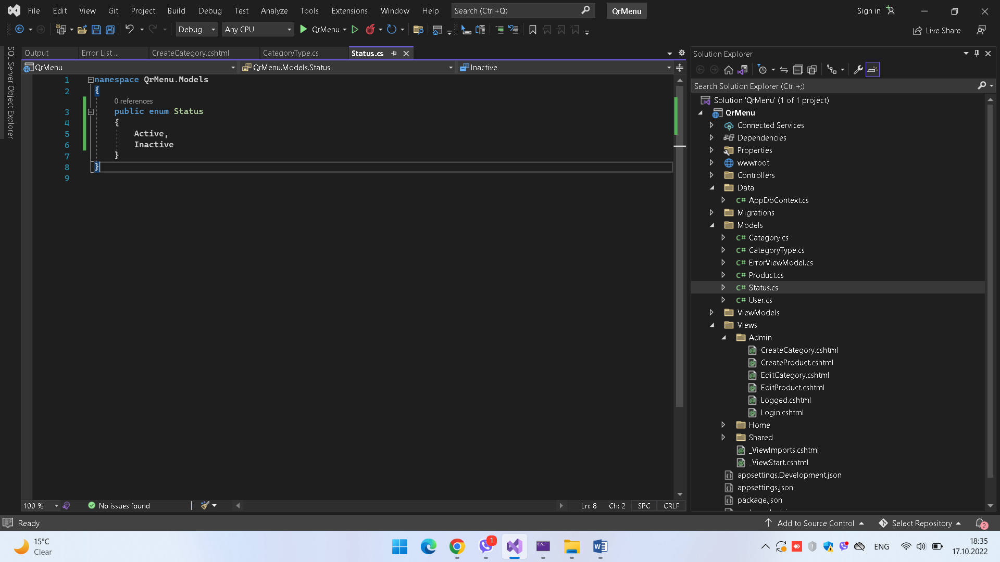 File Edit View Git Project Build Debug Test Analyze Tools Extensions Window Help Search (Ctrl+Q) QrMenu Sign in
Debug Any CPU QrMenu Live Share
SQL Server Object Explorer
Output Error List ... CreateCategory.cshtml CategoryType.cs Status.cs
QrMenu QrMenu.Models.Status Inactive
1 namespace QrMenu.Models
2 {
0 references
3 public enum Status
4 {
5 Active,
6 Inactive
7 }
8 }
9
100 % No issues found Ln: 8 Ch: 2 SPC CRLF
Solution Explorer
Search Solution Explorer (Ctrl+;)
Solution 'QrMenu' (1 of 1 project)
QrMenu
Connected Services
Dependencies
Properties
wwwroot
Controllers
Data
C# AppDbContext.cs
Migrations
Models
C# Category.cs
C# CategoryType.cs
C# ErrorViewModel.cs
C# Product.cs
C# Status.cs
C# User.cs
ViewModels
Views
Admin
CreateCategory.cshtml
CreateProduct.cshtml
EditCategory.cshtml
EditProduct.cshtml
Logged.cshtml
Login.cshtml
Home
Shared
_ViewImports.cshtml
_ViewStart.cshtml
appsettings.Development.json
appsettings.json
package.json
Ready Add to Source Control Select Repository 2
15°C
Clear
1
ENG
18:35
17.10.2022